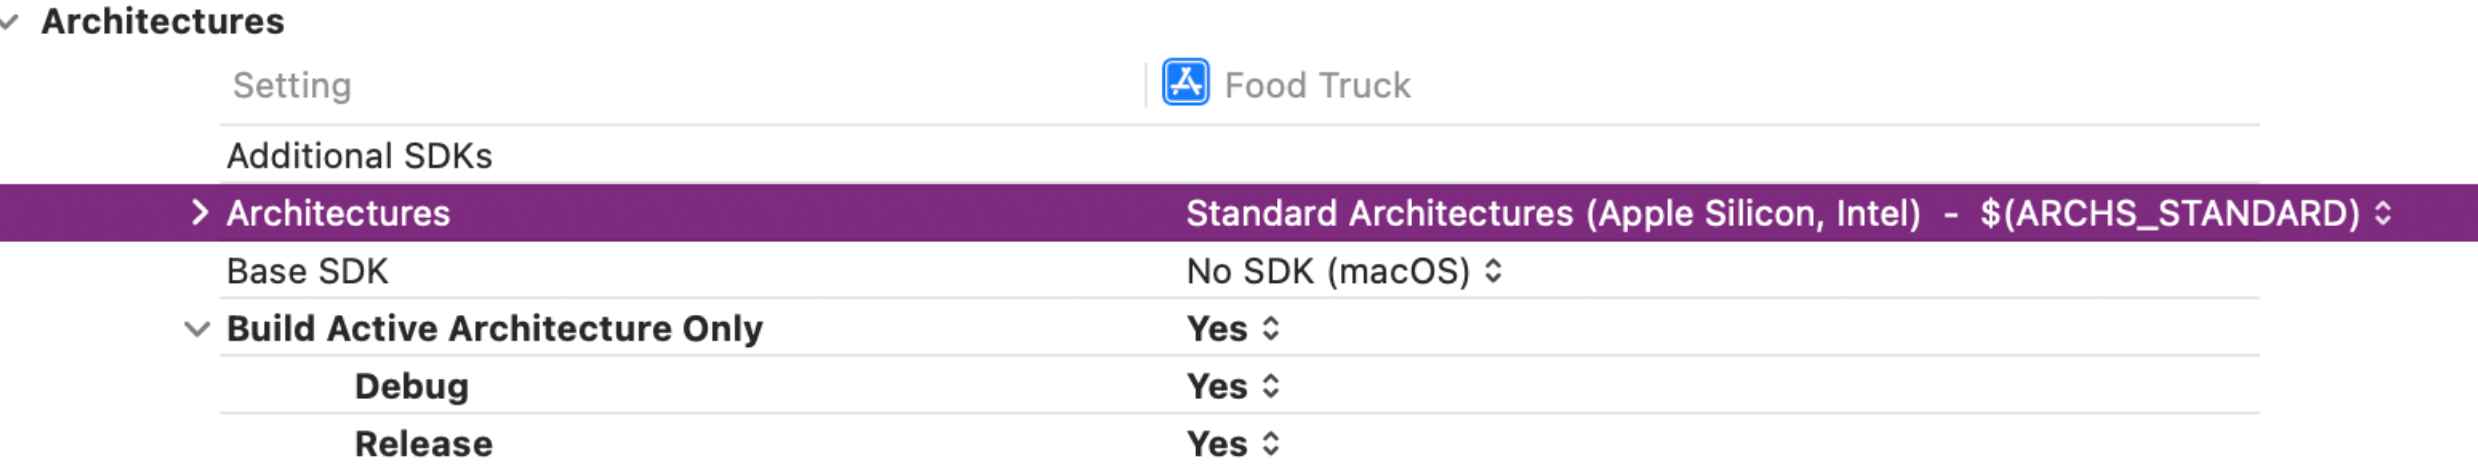 Architectures
Setting Food Truck
Additional SDKs
Architectures Standard Architectures (Apple Silicon, Intel) - $(ARCHS_STANDARD)
Base SDK No SDK (macOS)
Build Active Architecture Only Yes
Debug Yes
Release Yes